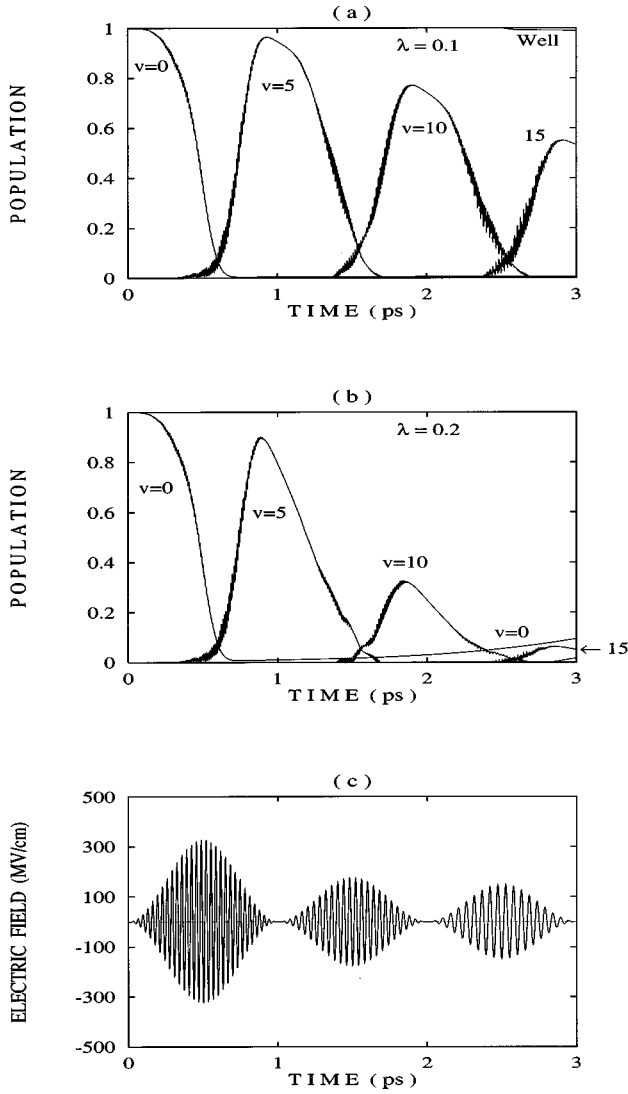 ( a )
1
0.8
0.6
0.4
0.2
0
POPULATION
v=0
v=5
λ = 0.1
v=10
Well
15
0 1 2 3
TIME ( ps )
( b )
1
0.8
0.6
0.4
0.2
0
POPULATION
λ = 0.2
v=0
v=5
v=10
v=0
← 15
0 1 2 3
TIME ( ps )
( c )
500
300
100
-100
-300
-500
ELECTRIC FIELD (MV/cm)
0 1 2 3
TIME ( ps )